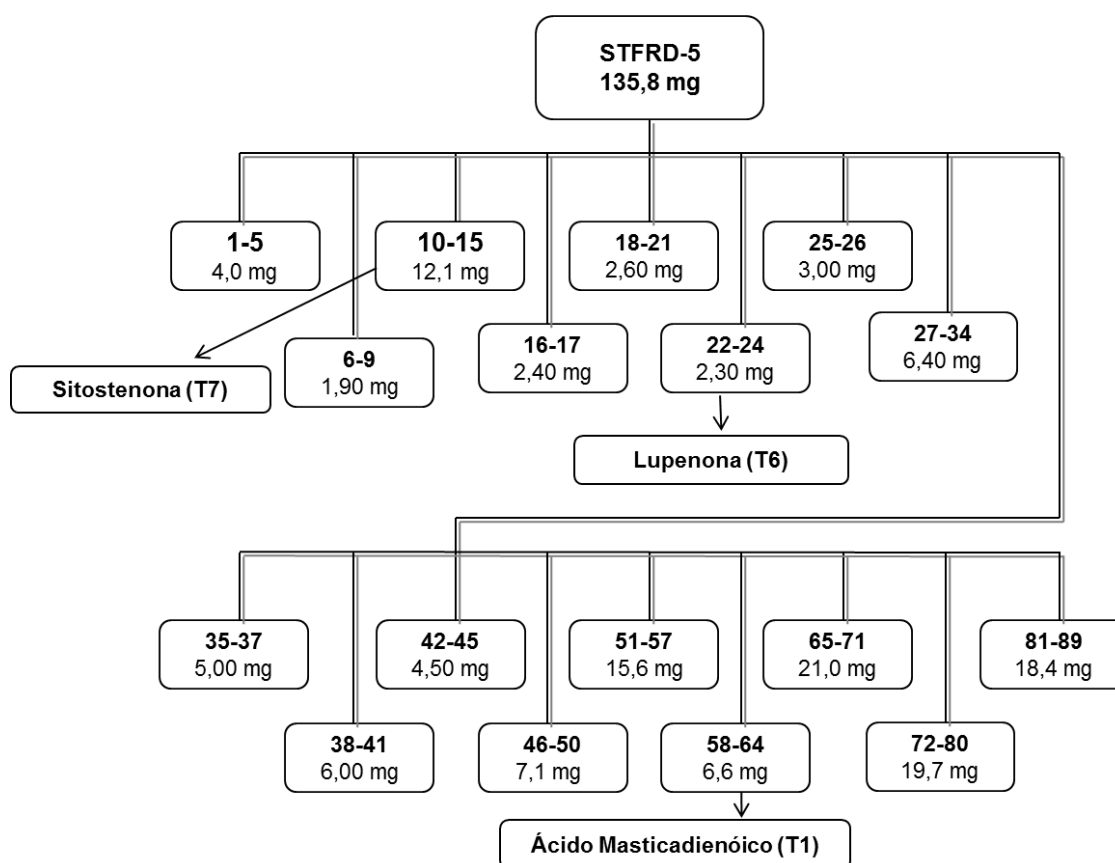 STFRD-5
135,8 mg
1-5
4,0 mg
10-15
12,1 mg
18-21
2,60 mg
25-26
3,00 mg
6-9
1,90 mg
16-17
2,40 mg
22-24
2,30 mg
27-34
6,40 mg
Sitostenona (T7)
Lupenona (T6)
35-37
5,00 mg
42-45
4,50 mg
51-57
15,6 mg
65-71
21,0 mg
81-89
18,4 mg
38-41
6,00 mg
46-50
7,1 mg
58-64
6,6 mg
72-80
19,7 mg
Ácido Masticadienóico (T1)